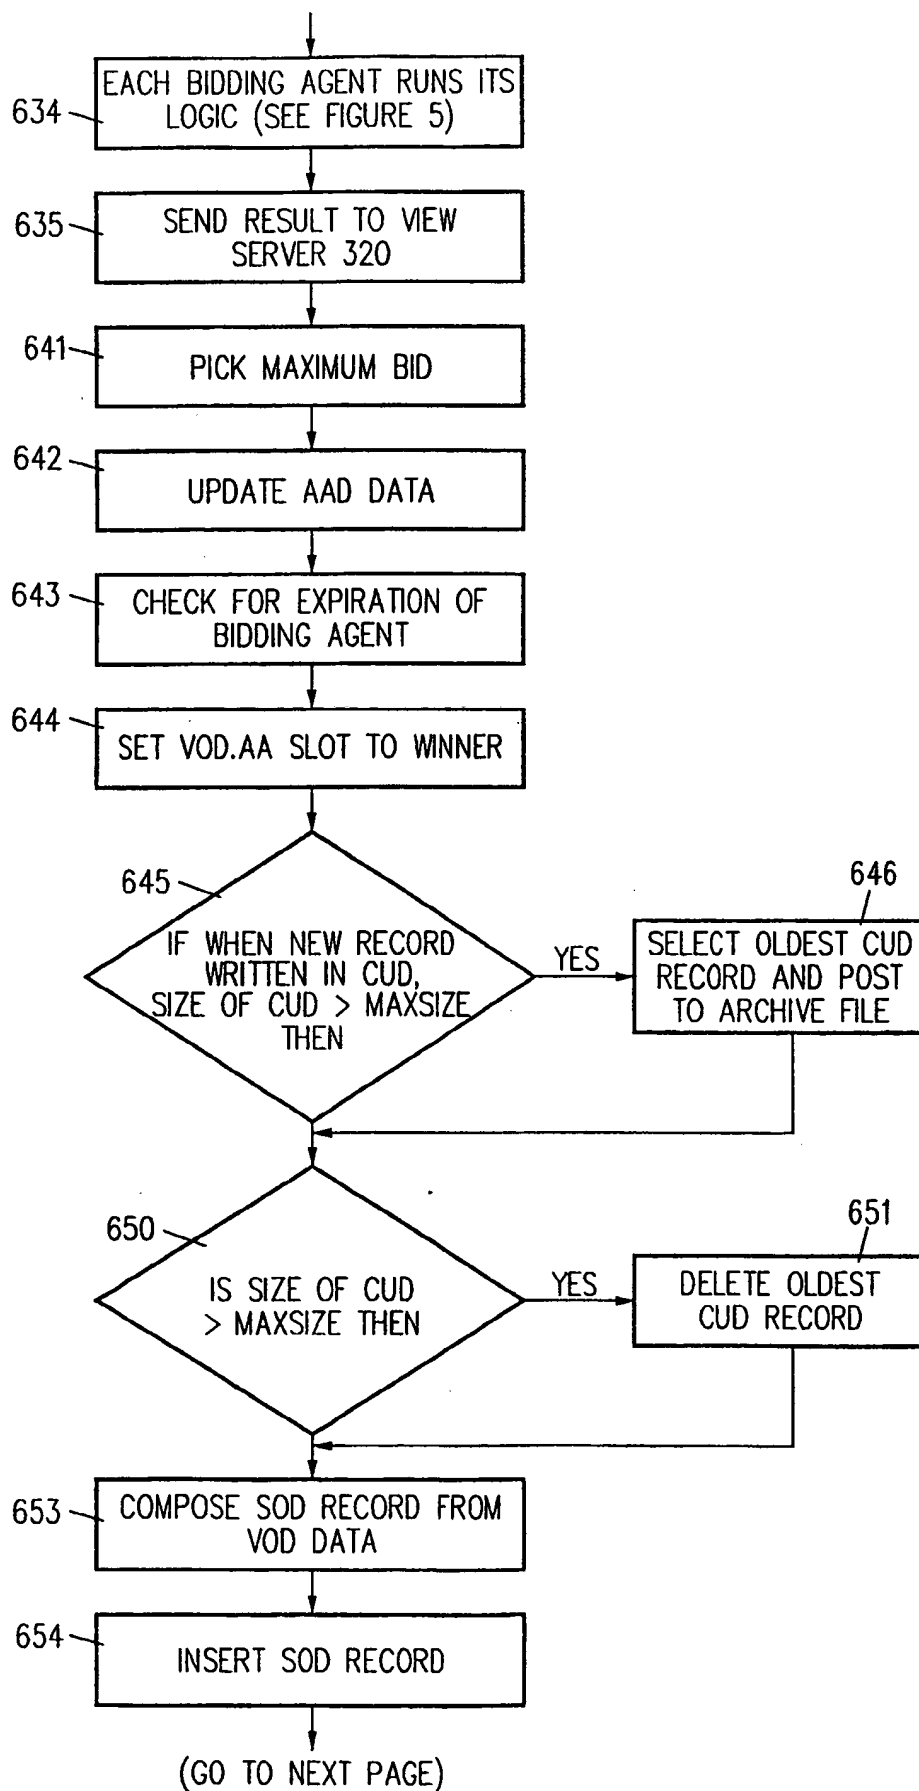 EACH BIDDING AGENT RUNS ITS
LOGIC (SEE FIGURE 5)
634
SEND RESULT TO VIEW
SERVER 320
635
641
PICK MAXIMUM BID
642
UPDATE AAD DATA
643
CHECK FOR EXPIRATION OF
BIDDING AGENT
644
SET VOD.AA SLOT TO WINNER
645
IF WHEN NEW RECORD
WRITTEN IN CUD,
SIZE OF CUD > MAXSIZE
THEN
YES
646
SELECT OLDEST CUD
RECORD AND POST
TO ARCHIVE FILE
650
IS SIZE OF CUD
> MAXSIZE THEN
YES
651
DELETE OLDEST
CUD RECORD
653
COMPOSE SOD RECORD FROM
VOD DATA
654
INSERT SOD RECORD
(GO TO NEXT PAGE)